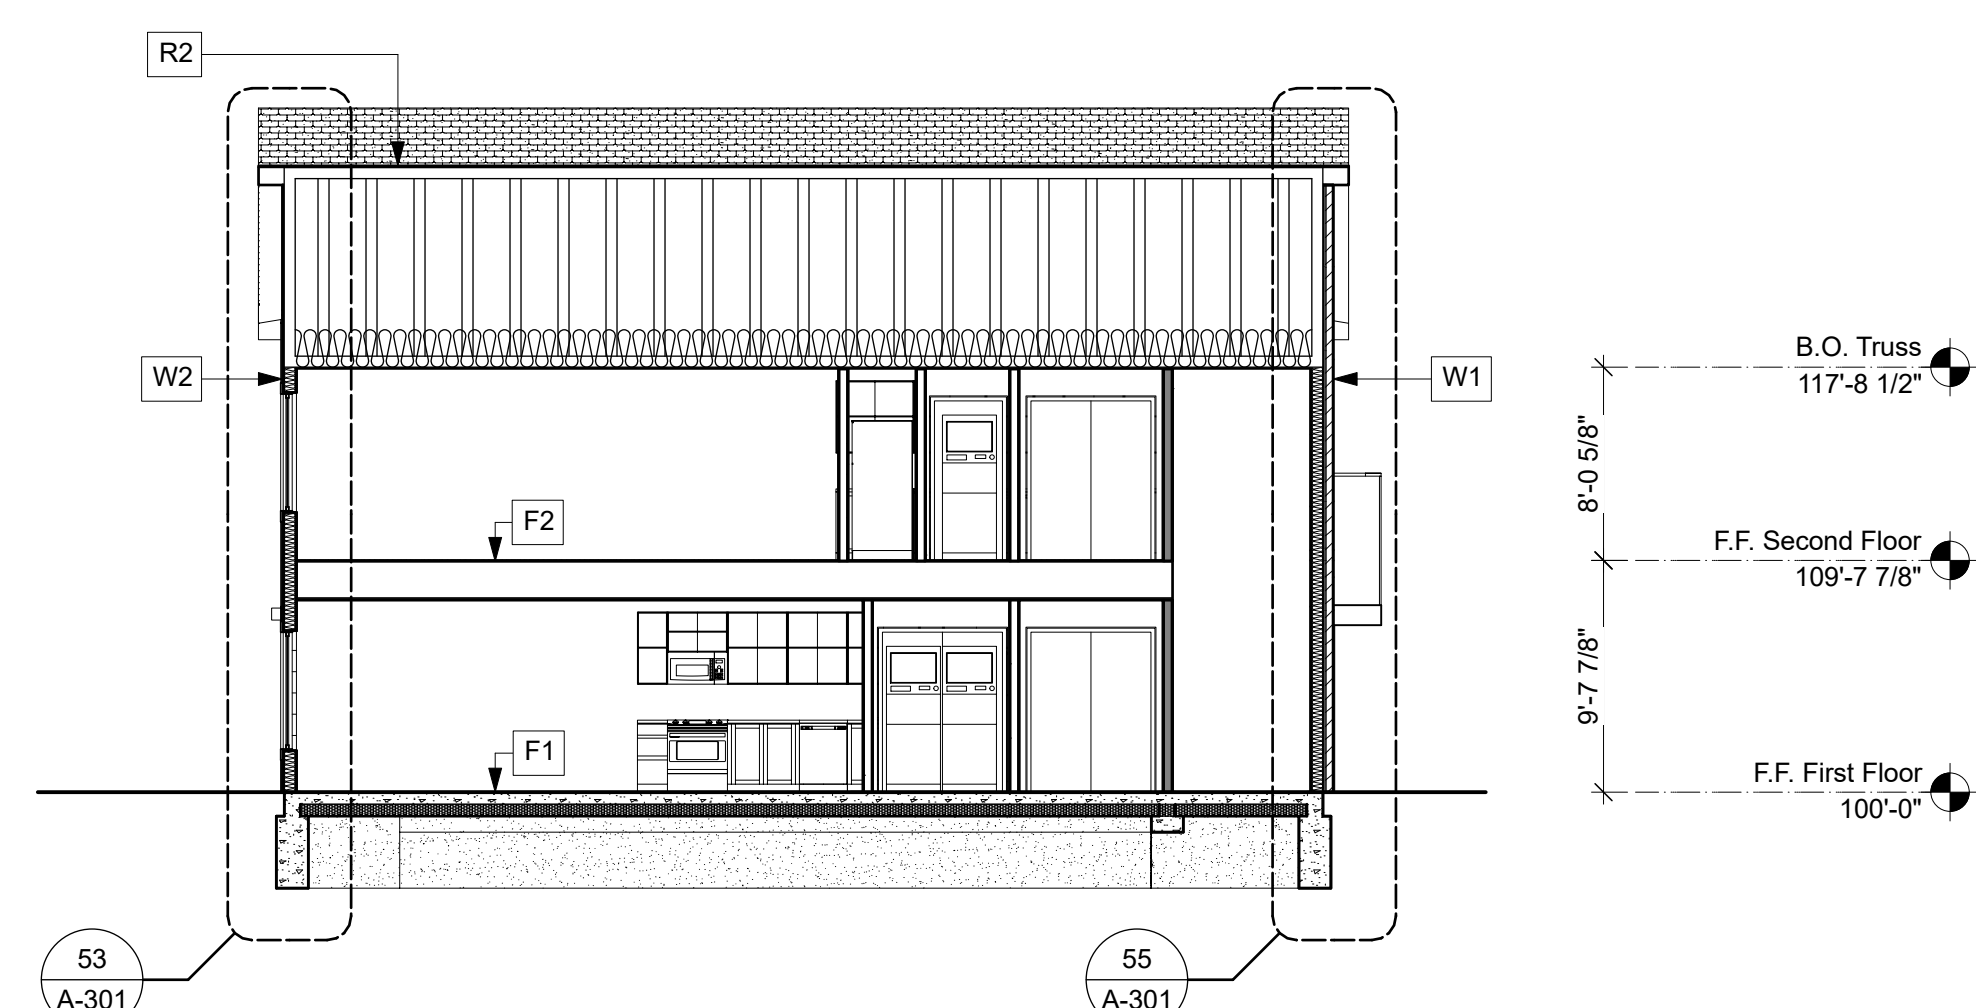 R2
W2
W1
B.O. Truss
117'-8 1/2"
8'-0 5/8"
F2
F.F. Second Floor
109'-7 7/8"
9'-7 7/8"
F1
F.F. First Floor
100'-0"
53
A-301
55
A-301